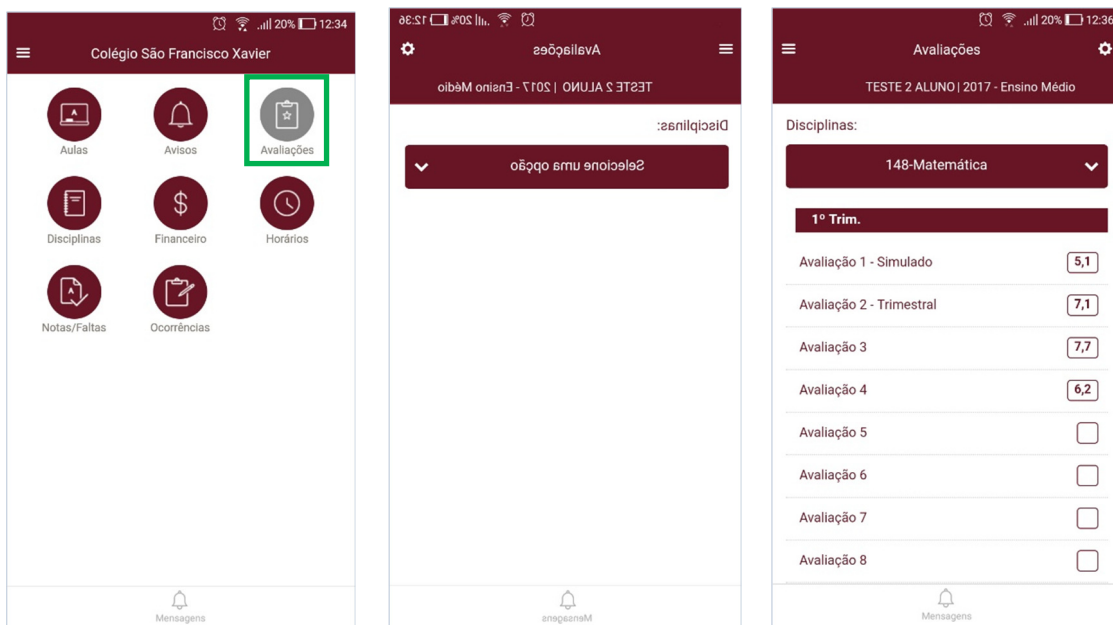 20% 12:34
Colégio São Francisco Xavier
Aulas
Avisos
Avaliações
Disciplinas
Financeiro
Horários
Notas/Faltas
Ocorrências
Mensagens
20% 12:36
Avaliações
TESTE 2 ALUNO | 2017 - Ensino Médio
Disciplinas:
Selecione uma opção
Mensagens
20% 12:36
Avaliações
TESTE 2 ALUNO | 2017 - Ensino Médio
Disciplinas:
148-Matemática
1º Trim.
Avaliação 1 - Simulado 5,1
Avaliação 2 - Trimestral 7,1
Avaliação 3 7,7
Avaliação 4 6,2
Avaliação 5
Avaliação 6
Avaliação 7
Avaliação 8
Mensagens